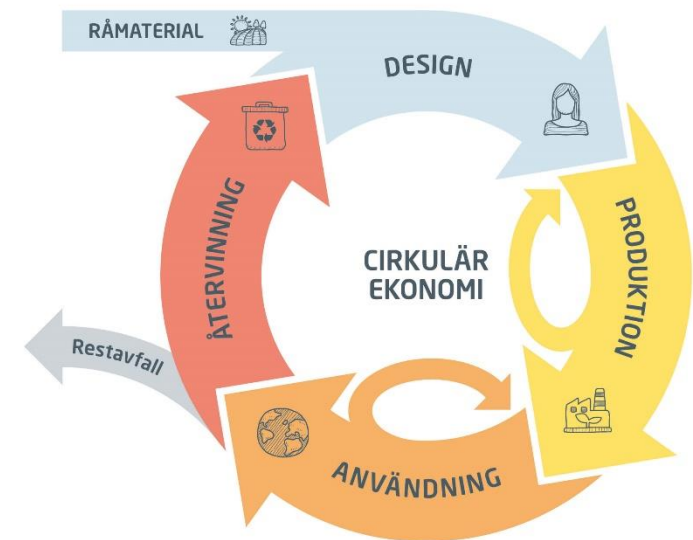 RÅMATERIAL
DESIGN
PRODUKTION
CIRKULÄR
EKONOMI
ÅTERVINNING
Restavfall
ANVÄNDNING